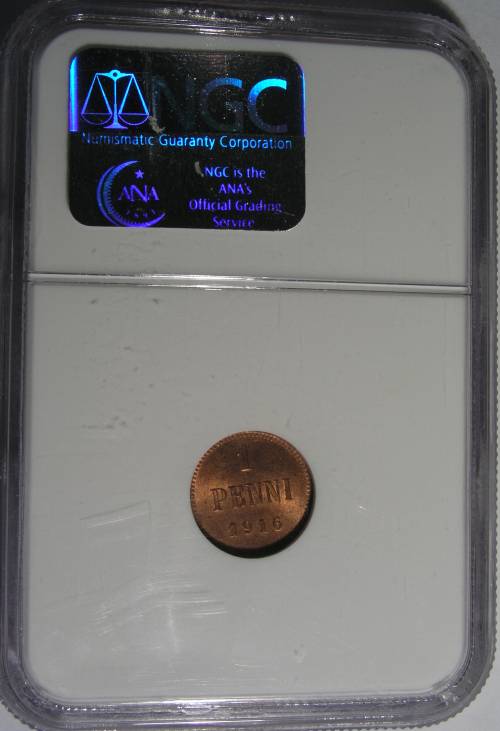 NGC
Numismatic Guaranty Corporation
NGC is the
ANA's
ANA
Official Grading
Service
1
PENNI
1916